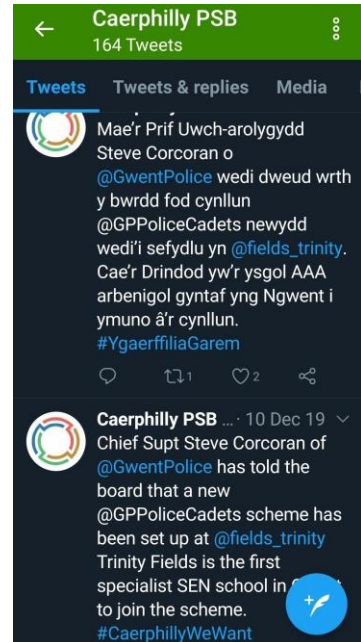 Caerphilly PSB
164 Tweets
Tweets Tweets & replies Media
Mae'r Prif Uwch-arolygydd
Steve Corcoran o
@GwentPolice wedi dweud wrth
y bwrdd fod cynllun
@GPPoliceCadets newydd
wedi'i sefydlu yn @fields_trinity.
Cae'r Drindod yw'r ysgol AAA
arbenigol gyntaf yng Ngwent i
ymuno â'r cynllun.
#YgaerffiliaGarem
1 2
Caerphilly PSB ... · 10 Dec 19
Chief Supt Steve Corcoran of
@GwentPolice has told the
board that a new
@GPPoliceCadets scheme has
been set up at @fields_trinity
Trinity Fields is the first
specialist SEN school in
to join the scheme.
#CaerphillyWeWant